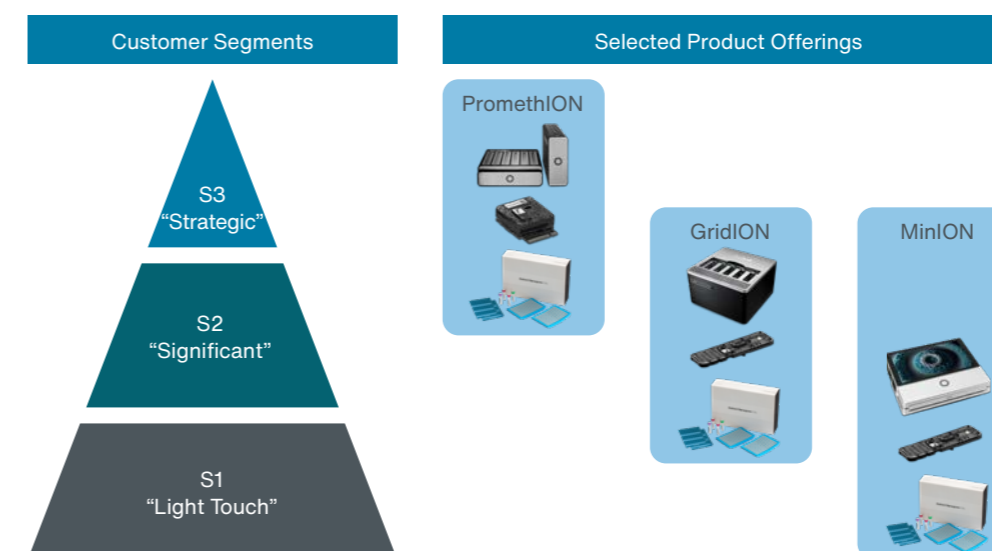 Customer Segments
Selected Product Offerings
S3
“Strategic”
S2
“Significant”
S1
“Light Touch”
PromethION
GridION
MinION